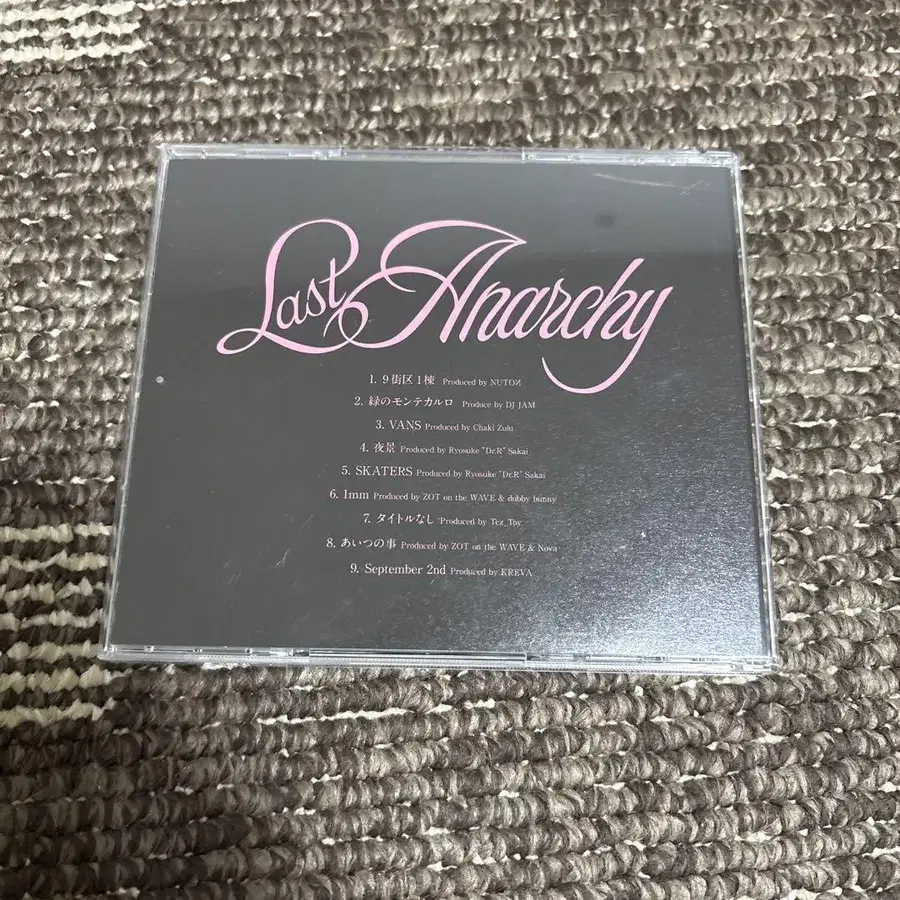 Last Anarchy
1. 9街区1棟 Produced by NUTOИ
2. 緑のモンテカルロ Produce by DJ JAM
3. VANS Produced by Chaki Zulu
4. 夜景 Produced by Ryosuke "Dr.R" Sakai
5. SKATERS Produced by Ryosuke "Dr.R" Sakai
6. 1mm Produced by ZOT on the WAVE & dubby bunny
7. タイトルなし Produced by Tez_Toy
8. あいつの事 Produced by ZOT on the WAVE & Nova
9. September 2nd Produced by KREVA